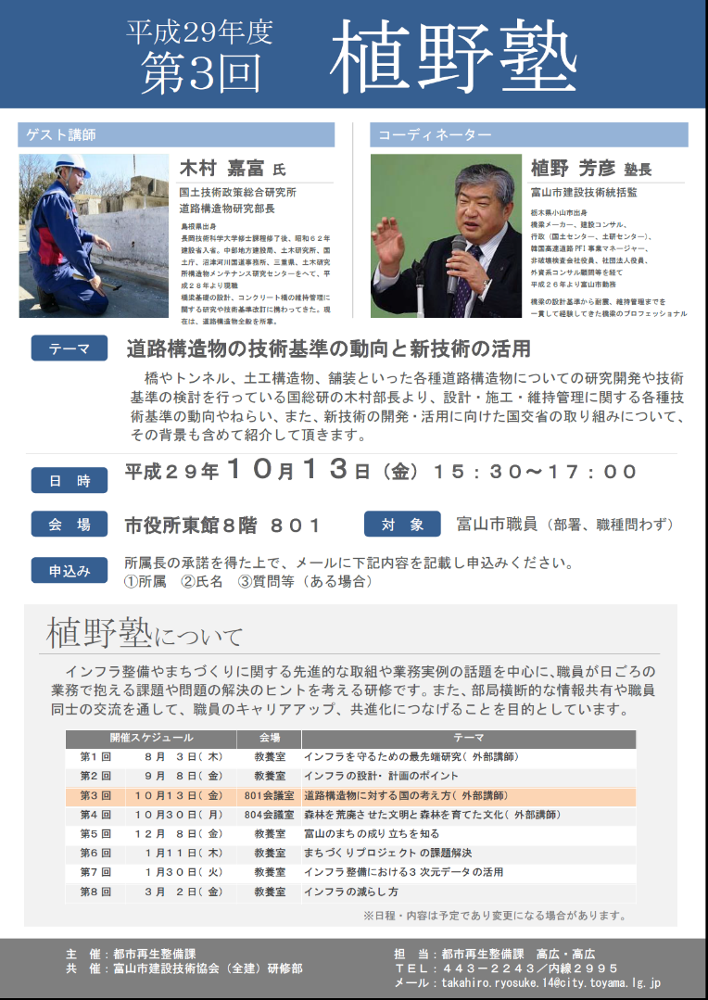 平成29年度
第3回
植野塾
ゲスト講師
木村 嘉富 氏
国土技術政策総合研究所
道路構造物研究部長
島根県出身
長岡技術科学大学修士課程修了後、昭和62年
建設省入省。中部地方建設局、土木研究所、国
土庁、沼津河川国道事務所、三重県、土木研究
所構造物メンテナンス研究センターをへて、平
成28年より現職
橋梁基礎の設計、コンクリート橋の維持管理に
関する研究や技術基準改訂に携わってきた。現
在は、道路構造物全般を所掌。
コーディネーター
植野 芳彦 塾長
富山市建設技術統括監
栃木県小山市出身
橋梁メーカー、建設コンサル、
行政（国土センター、土研センター）、
韓国高速道路PFI事業マネージャー、
非破壊検査会社役員、社団法人役員、
外資系コンサル顧問等を経て
平成26年より富山市勤務
橋梁の設計基準から耐震、維持管理までを
一貫して経験してきた橋梁のプロフェッショナル
テーマ
道路構造物の技術基準の動向と新技術の活用
橋やトンネル、土工構造物、舗装といった各種道路構造物についての研究開発や技術
基準の検討を行っている国総研の木村部長より、設計・施工・維持管理に関する各種技
術基準の動向やねらい、また、新技術の開発・活用に向けた国交省の取り組みについて、
その背景も含めて紹介して頂きます。
日 時
平成29年10月13日（金）15：30～17：00
会 場
市役所東館8階 801
対 象
富山市職員（部署、職種問わず）
申込み
所属長の承諾を得た上で、メールに下記内容を記載し申込みください。
①所属 ②氏名 ③質問等（ある場合）
植野塾について
インフラ整備やまちづくりに関する先進的な取組や業務実例の話題を中心に、職員が日ごろの
業務で抱える課題や問題の解決のヒントを考える研修です。また、部局横断的な情報共有や職員
同士の交流を通して、職員のキャリアアップ、共進化につなげることを目的としています。
開催スケジュール 会場 テーマ
第1回 8月 3日(木) 教養室 インフラを守るための最先端研究(外部講師)
第2回 9月 8日(金) 教養室 インフラの設計・計画のポイント
第3回 10月13日(金) 801会議室 道路構造物に対する国の考え方(外部講師)
第4回 10月30日(月) 804会議室 森林を荒廃させた文明と森林を育てた文化(外部講師)
第5回 12月 8日(金) 教養室 富山のまちの成り立ちを知る
第6回 1月11日(木) 教養室 まちづくりプロジェクトの課題解決
第7回 1月30日(火) 教養室 インフラ整備における3次元データの活用
第8回 3月 2日(金) 教養室 インフラの減らし方
※日程・内容は予定であり変更になる場合があります。
主 催：都市再生整備課
共 催：富山市建設技術協会（全建）研修部
担 当：都市再生整備課 高広・高広
TEL：443－2243／内線2995
メール：takahiro.ryosuke.14@city.toyama.lg.jp